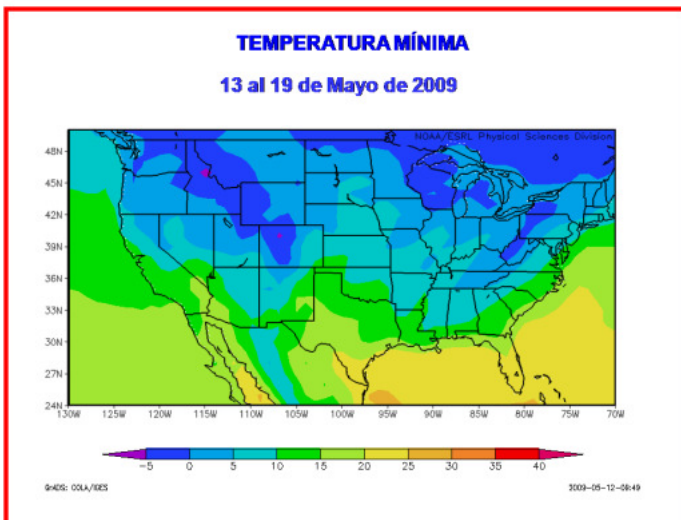 TEMPERATURA MÍNIMA
13 al 19 de Mayo de 2009
NOAA/ESRL Physical Sciences Division
48N
45N
42N
39N
36N
33N
30N
27N
24N
130W 125W 120W 115W 110W 105W 100W 95W 90W 85W 80W 75W 70W
-5 0 5 10 15 20 25 30 35 40
GrADS: COLA/IGES 2009-05-12-08:49